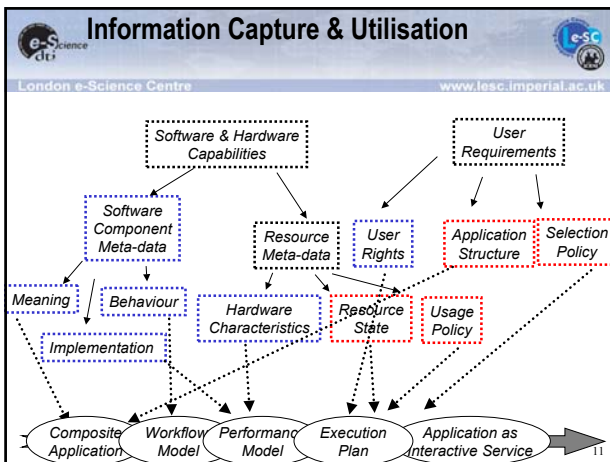 Information Capture & Utilisation
e-Science
dti
Le-SC
London e-Science Centre
www.lesc.imperial.ac.uk
Software & Hardware
Capabilities
User
Requirements
Software
Component
Meta-data
Resource
Meta-data
User
Rights
Application
Structure
Selection
Policy
Meaning
Behaviour
Hardware
Characteristics
Resource
State
Usage
Policy
Implementation
Composite
Application
Workflow
Model
Performance
Model
Execution
Plan
Application as
Interactive Service
11